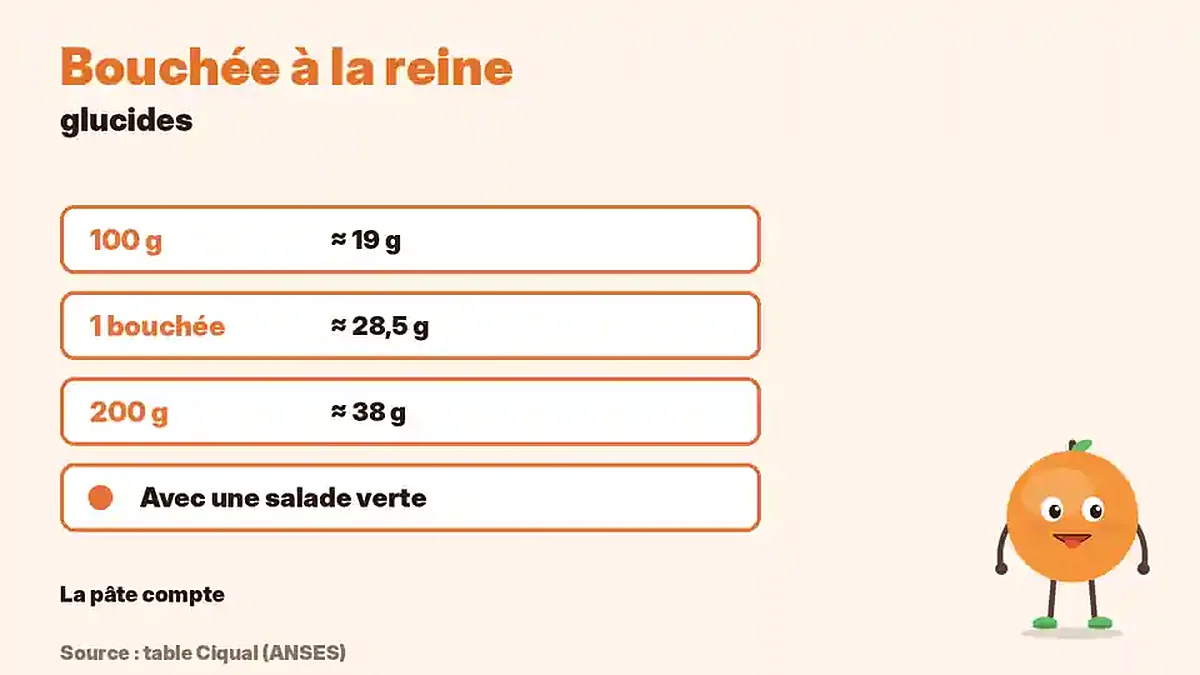 Bouchée à la reine
glucides
100 g ≈ 19 g
1 bouchée ≈ 28,5 g
200 g ≈ 38 g
Avec une salade verte
La pâte compte
Source : table Ciqual (ANSES)